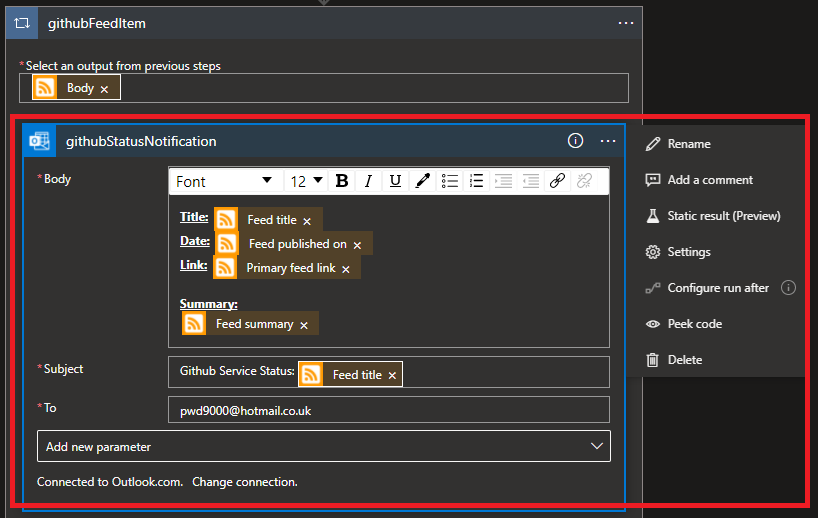 githubFeedItem
*Select an output from previous steps
Body ×
githubStatusNotification
Rename
Add a comment
Static result (Preview)
Settings
Configure run after
Peek code
Delete
*Body
Font 12 B I U
Title: Feed title ×
Date: Feed published on ×
Link: Primary feed link ×
Summary:
Feed summary ×
*Subject
Github Service Status: Feed title ×
*To
pwd9000@hotmail.co.uk
Add new parameter
Connected to Outlook.com. Change connection.